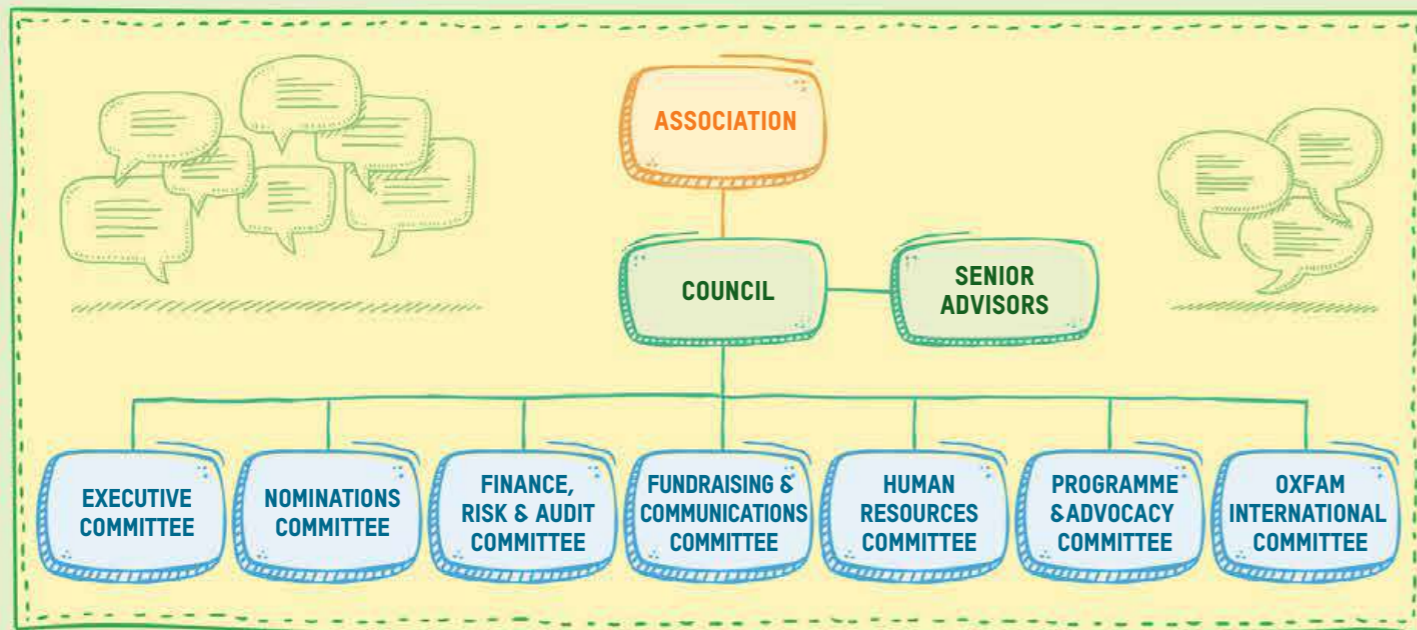 ASSOCIATION
COUNCIL
SENIOR
ADVISORS
EXECUTIVE
COMMITTEE
NOMINATIONS
COMMITTEE
FINANCE,
RISK & AUDIT
COMMITTEE
FUNDRAISING &
COMMUNICATIONS
COMMITTEE
HUMAN
RESOURCES
COMMITTEE
PROGRAMME
&ADVOCACY
COMMITTEE
OXFAM
INTERNATIONAL
COMMITTEE